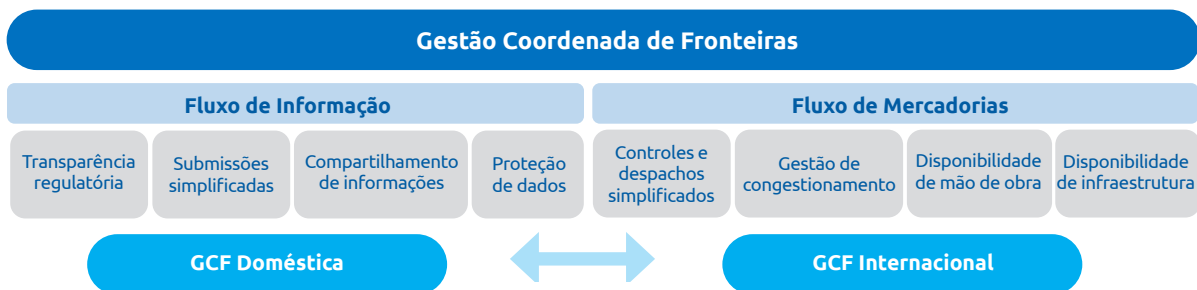 Gestão Coordenada de Fronteiras
Fluxo de Informação
Fluxo de Mercadorias
Transparência
regulatória
Submissões
simplificadas
Compartilhamento
de informações
Proteção
de dados
Controles e
despachos
simplificados
Gestão de
congestionamento
Disponibilidade
de mão de obra
Disponibilidade
de infraestrutura
GCF Doméstica
GCF Internacional